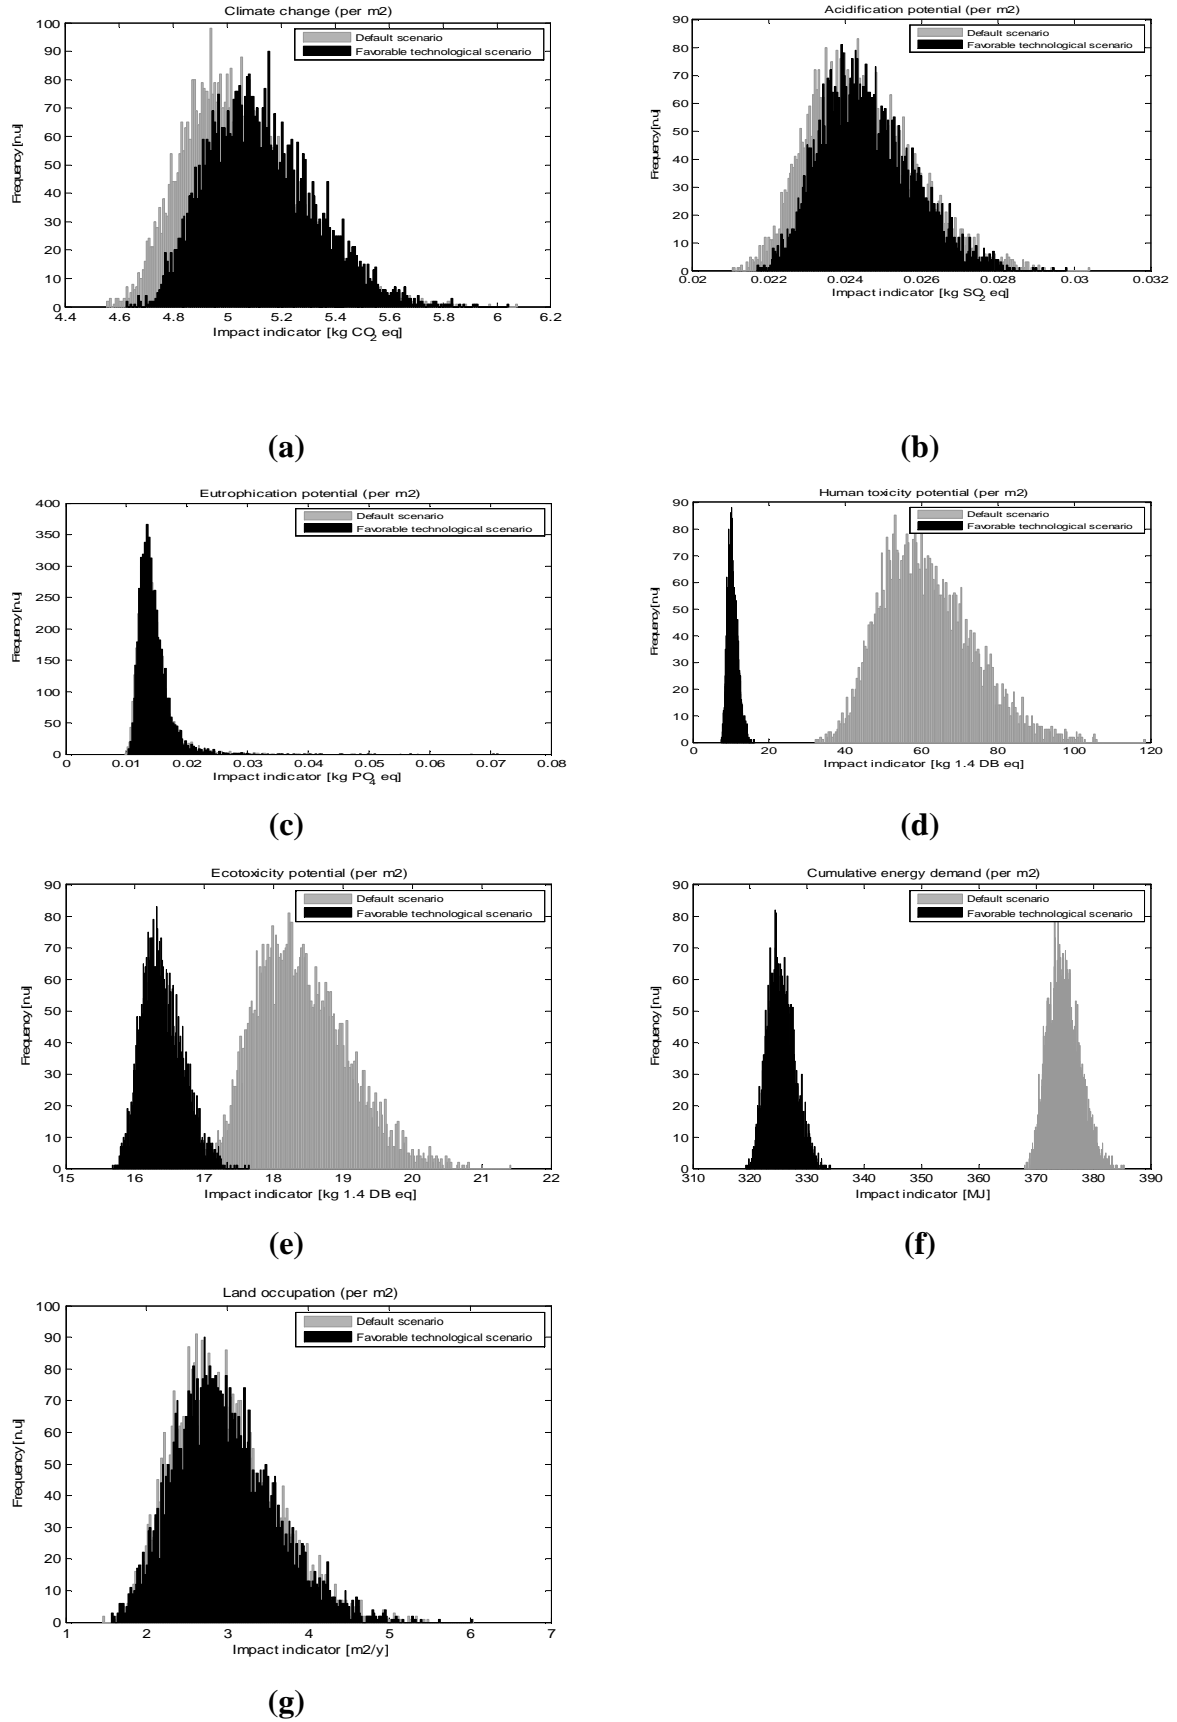 Climate change (per m2)
Default scenario
Favorable technological scenario
100
90
80
70
60
50
40
30
20
10
0
Frequency [n.u]
4.4 4.6 4.8 5 5.2 5.4 5.6 5.8 6 6.2
Impact indicator [kg CO2 eq]
(a)
Acidification potential (per m2)
Default scenario
Favorable technological scenario
90
80
70
60
50
40
30
20
10
0
Frequency [n.u]
0.02 0.022 0.024 0.026 0.028 0.03 0.032
Impact indicator [kg SO2 eq]
(b)
Eutrophication potential (per m2)
Default scenario
Favorable technological scenario
400
350
300
250
200
150
100
50
0
Frequency [n.u]
0 0.01 0.02 0.03 0.04 0.05 0.06 0.07 0.08
Impact indicator [kg PO4 eq]
(c)
Human toxicity potential (per m2)
Default scenario
Favorable technological scenario
90
80
70
60
50
40
30
20
10
0
Frequency [n.u]
0 20 40 60 80 100 120
Impact indicator [kg 1.4 DB eq]
(d)
Ecotoxicity potential (per m2)
Default scenario
Favorable technological scenario
90
80
70
60
50
40
30
20
10
0
Frequency [n.u]
15 16 17 18 19 20 21 22
Impact indicator [kg 1.4 DB eq]
(e)
Cumulative energy demand (per m2)
Default scenario
Favorable technological scenario
90
80
70
60
50
40
30
20
10
0
Frequency [n.u]
310 320 330 340 350 360 370 380 390
Impact indicator [MJ]
(f)
Land occupation (per m2)
Default scenario
Favorable technological scenario
100
90
80
70
60
50
40
30
20
10
0
Frequency [n.u]
1 2 3 4 5 6 7
Impact indicator [m2/y]
(g)